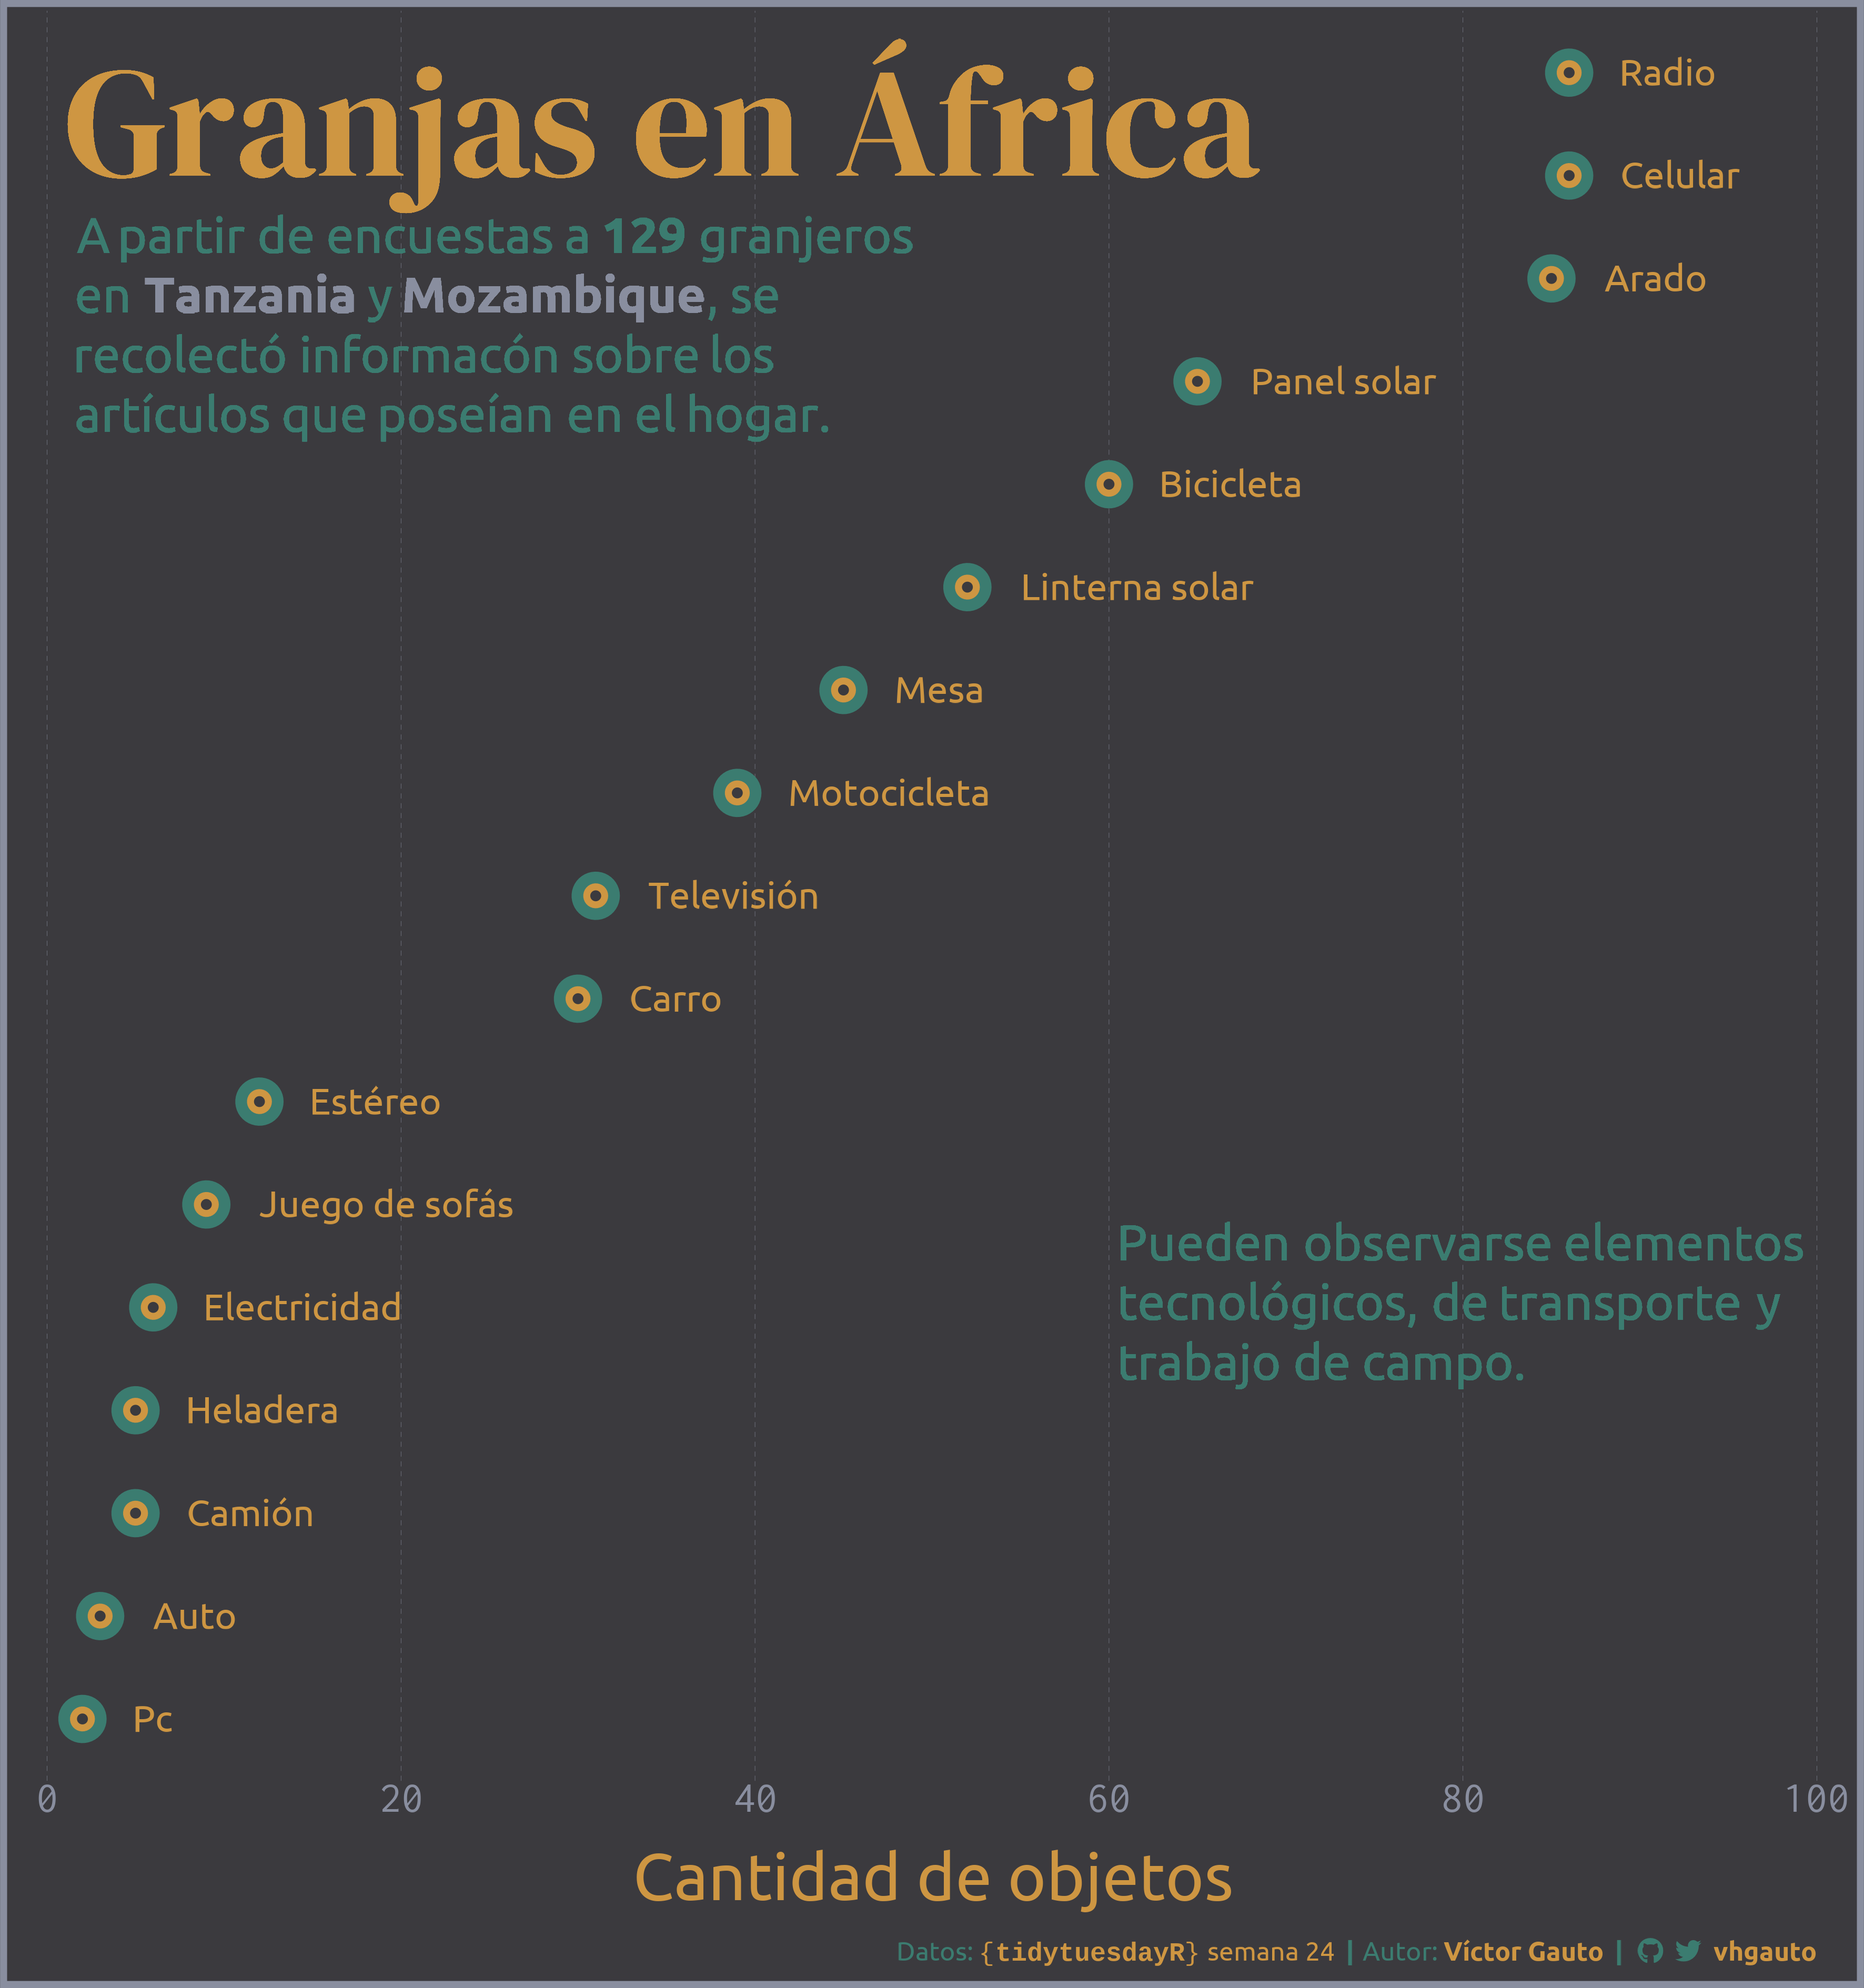 Granjas en África
A partir de encuestas a 129 granjeros
en Tanzania y Mozambique, se
recolectó informacón sobre los
artículos que poseían en el hogar.
Radio
Celular
Arado
Panel solar
Bicicleta
Linterna solar
Mesa
Motocicleta
Televisión
Carro
Estéreo
Juego de sofás
Electricidad
Heladera
Camión
Auto
Pc
Pueden observarse elementos
tecnológicos, de transporte y
trabajo de campo.
0 20 40 60 80 100
Cantidad de objetos
Datos: {tidytuesdayR} semana 24 | Autor: Víctor Gauto | vhgauto